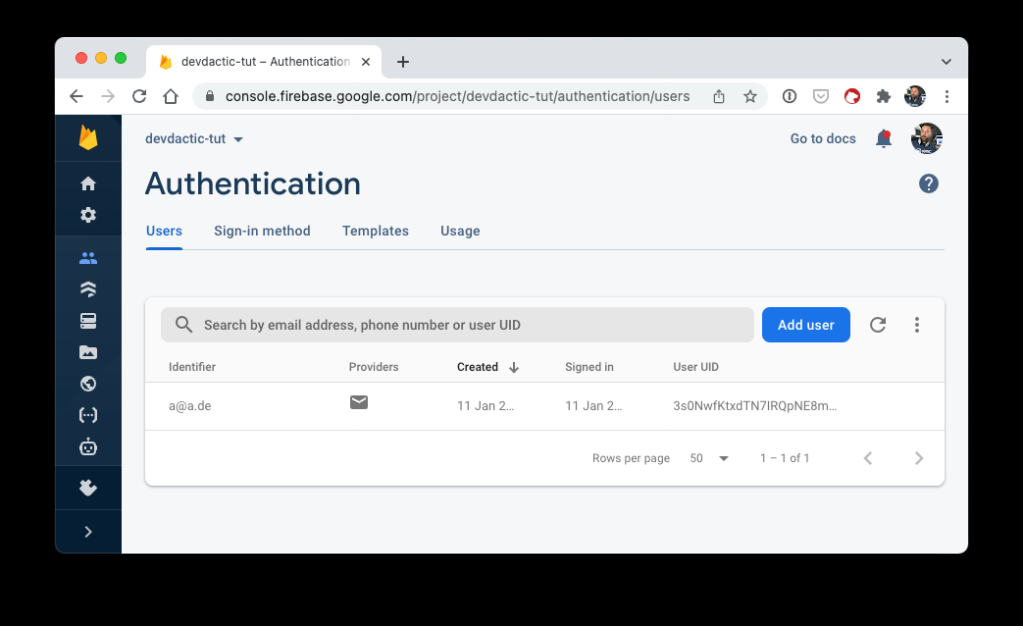 devdactic-tut – Authentication
console.firebase.google.com/project/devdactic-tut/authentication/users
devdactic-tut
Go to docs
Authentication
Users Sign-in method Templates Usage
Search by email address, phone number or user UID
Add user
Identifier Providers Created Signed in User UID
a@a.de 11 Jan 2... 11 Jan 2... 3s0NwfKtxdTN7IRQpNE8m...
Rows per page 50 1 – 1 of 1